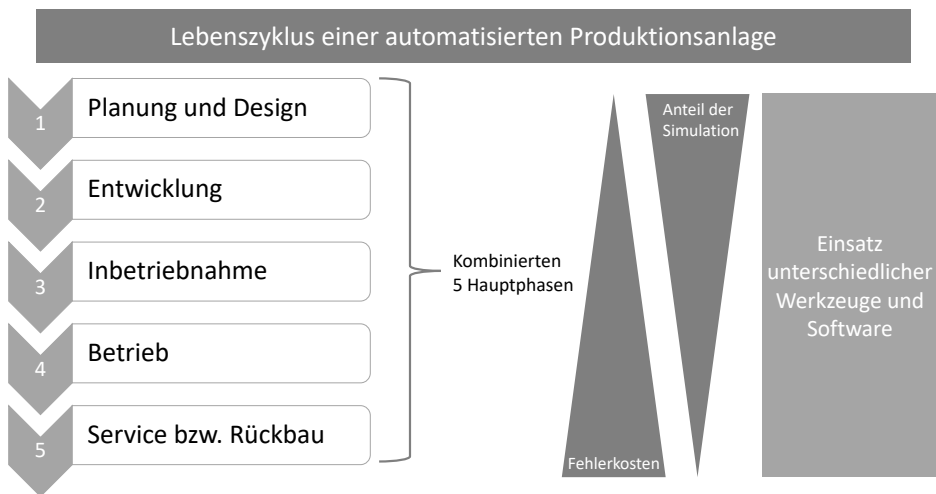 Lebenszyklus einer automatisierten Produktionsanlage
1
Planung und Design
2
Entwicklung
3
Inbetriebnahme
4
Betrieb
5
Service bzw. Rückbau
Kombinierten
5 Hauptphasen
Fehlerkosten
Anteil der
Simulation
Einsatz
unterschiedlicher
Werkzeuge und
Software